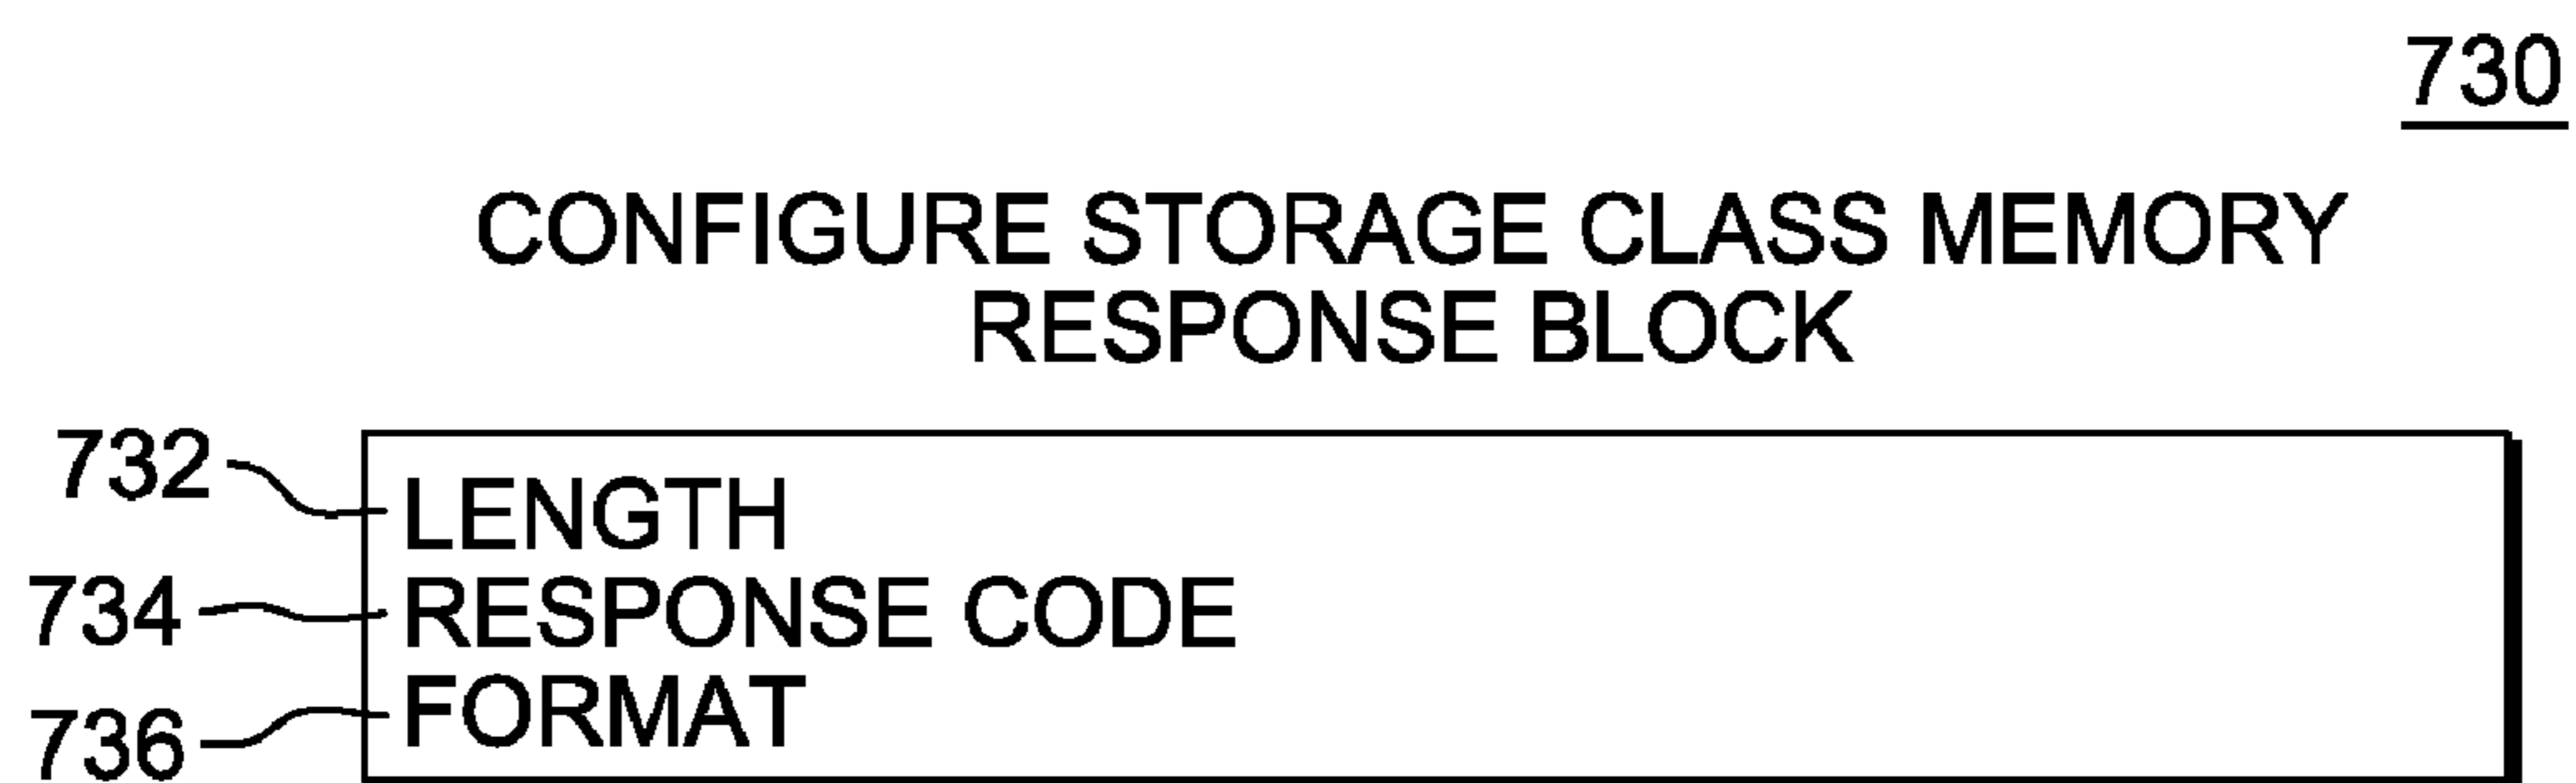 730
CONFIGURE STORAGE CLASS MEMORY
RESPONSE BLOCK
732 LENGTH
734 RESPONSE CODE
736 FORMAT